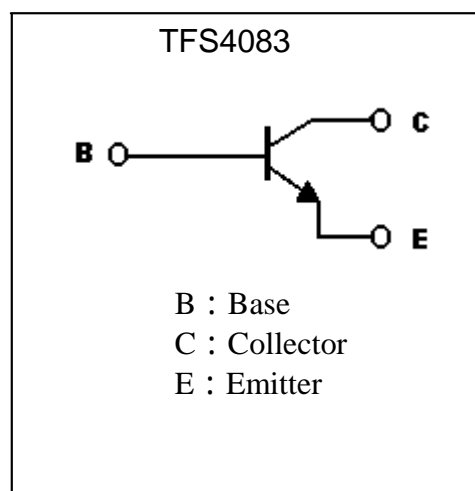 TFS4083
C
B
E
B：Base
C：Collector
E：Emitter